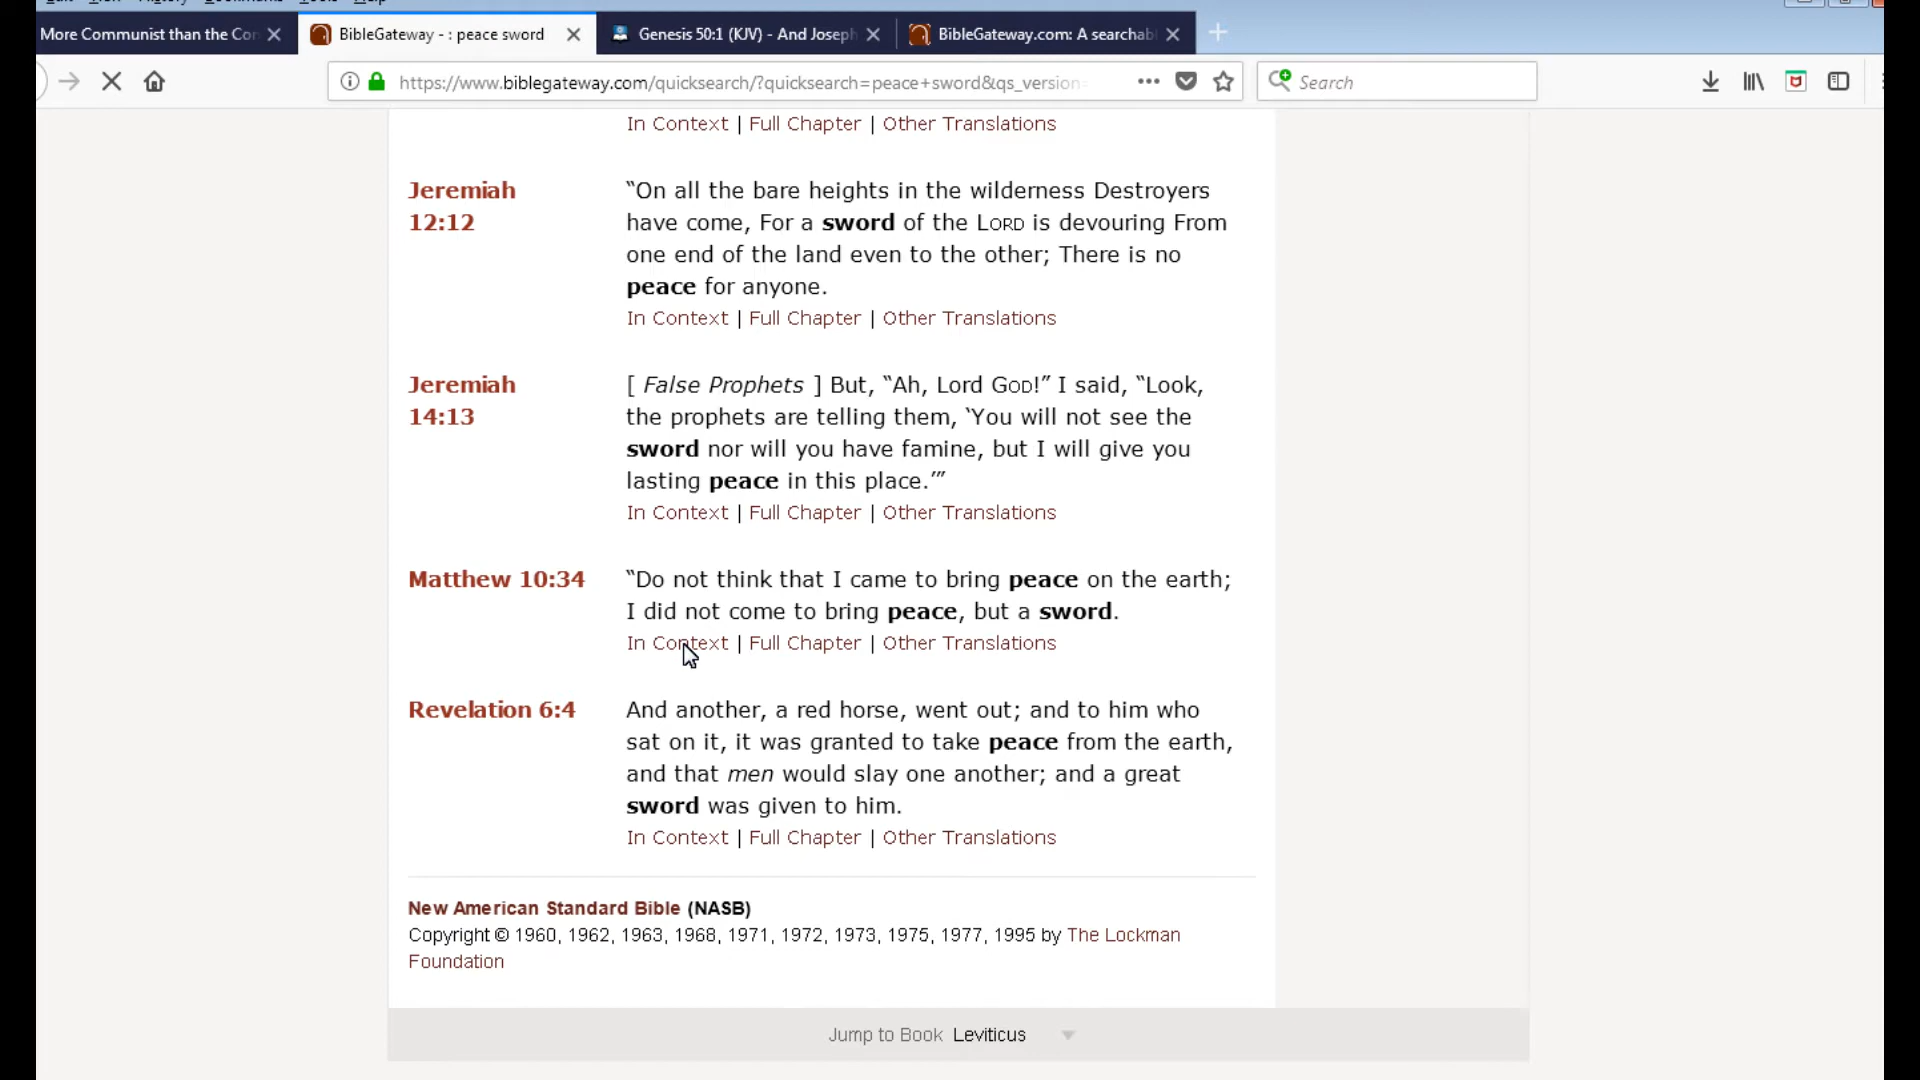 Edit View History Bookmarks Tools Help
More Communist than the Cor
BibleGateway - : peace sword
Genesis 50:1 (KJV) - And Joseph
BibleGateway.com: A searchabl
https://www.biblegateway.com/quicksearch/?quicksearch=peace+sword&qs_version=
Search
In Context | Full Chapter | Other Translations
Jeremiah 12:12
“On all the bare heights in the wilderness Destroyers
have come, For a sword of the LORD is devouring From
one end of the land even to the other; There is no
peace for anyone.
In Context | Full Chapter | Other Translations
Jeremiah 14:13
[ False Prophets ] But, “Ah, Lord GOD!” I said, “Look,
the prophets are telling them, ‘You will not see the
sword nor will you have famine, but I will give you
lasting peace in this place.’”
In Context | Full Chapter | Other Translations
Matthew 10:34
“Do not think that I came to bring peace on the earth;
I did not come to bring peace, but a sword.
In Context | Full Chapter | Other Translations
Revelation 6:4
And another, a red horse, went out; and to him who
sat on it, it was granted to take peace from the earth,
and that men would slay one another; and a great
sword was given to him.
In Context | Full Chapter | Other Translations
New American Standard Bible (NASB)
Copyright © 1960, 1962, 1963, 1968, 1971, 1972, 1973, 1975, 1977, 1995 by The Lockman
Foundation
Jump to Book Leviticus